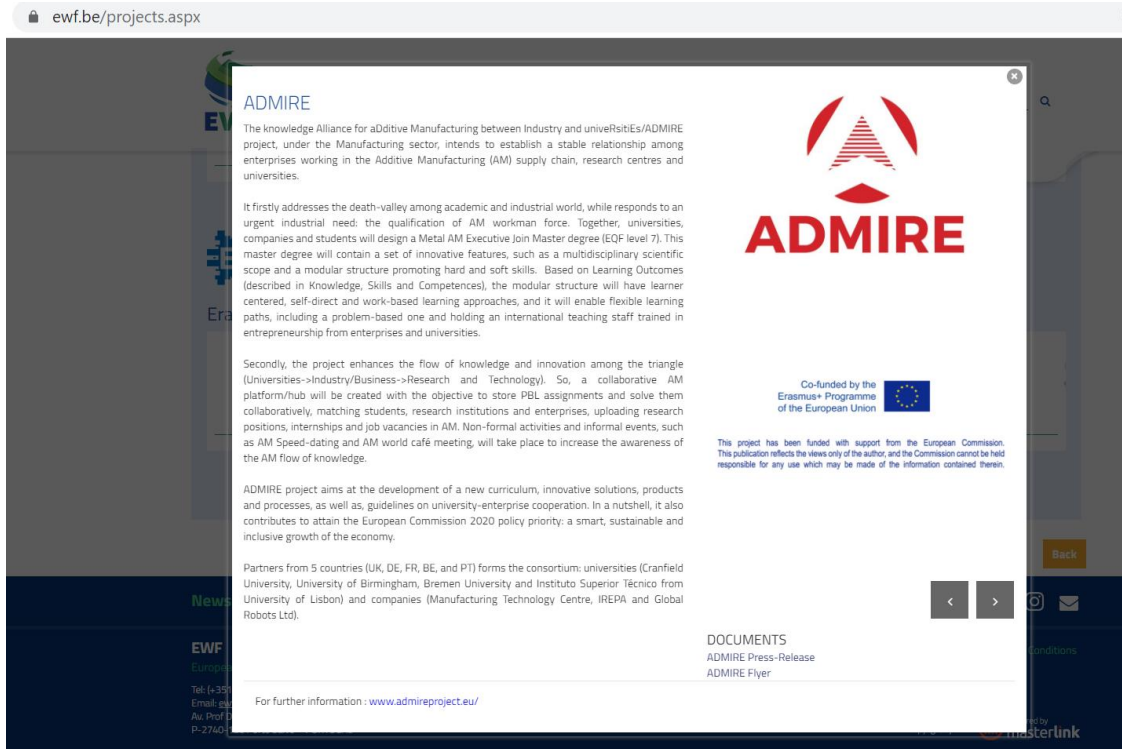 ewf.be/projects.aspx
ADMIRE
The knowledge Alliance for aDditive Manufacturing between Industry and univeRsitiEs/ADMIRE
project, under the Manufacturing sector, intends to establish a stable relationship among
enterprises working in the Additive Manufacturing (AM) supply chain, research centres and
universities.
It firstly addresses the death-valley among academic and industrial world, while responds to an
urgent industrial need: the qualification of AM workman force. Together, universities,
companies and students will design a Metal AM Executive Join Master degree (EQF level 7). This
master degree will contain a set of innovative features, such as a multidisciplinary scientific
scope and a modular structure promoting hard and soft skills. Based on Learning Outcomes
(described in Knowledge, Skills and Competences), the modular structure will have learner
centered, self-direct and work-based learning approaches, and it will enable flexible learning
paths, including a problem-based one and holding an international teaching staff trained in
entrepreneurship from enterprises and universities.
Secondly, the project enhances the flow of knowledge and innovation among the triangle
(Universities->Industry/Business->Research and Technology). So, a collaborative AM
platform/hub will be created with the objective to store PBL assignments and solve them
collaboratively, matching students, research institutions and enterprises, uploading research
positions, internships and job vacancies in AM. Non-formal activities and informal events, such
as AM Speed-dating and AM world café meeting, will take place to increase the awareness of
the AM flow of knowledge.
ADMIRE project aims at the development of a new curriculum, innovative solutions, products
and processes, as well as, guidelines on university-enterprise cooperation. In a nutshell, it also
contributes to attain the European Commission 2020 policy priority: a smart, sustainable and
inclusive growth of the economy.
Partners from 5 countries (UK, DE, FR, BE, and PT) forms the consortium: universities (Cranfield
University, University of Birmingham, Bremen University and Instituto Superior Técnico from
University of Lisbon) and companies (Manufacturing Technology Centre, IREPA and Global
Robots Ltd).
For further information : www.admireproject.eu/
ADMIRE
Co-funded by the
Erasmus+ Programme
of the European Union
This project has been funded with support from the European Commission.
This publication reflects the views only of the author, and the Commission cannot be held
responsible for any use which may be made of the information contained therein.
DOCUMENTS
ADMIRE Press-Release
ADMIRE Flyer
Back
News
EWF
Tel: (+351
Email:
Av. Prof
P-2740-
Conditions
masterlink